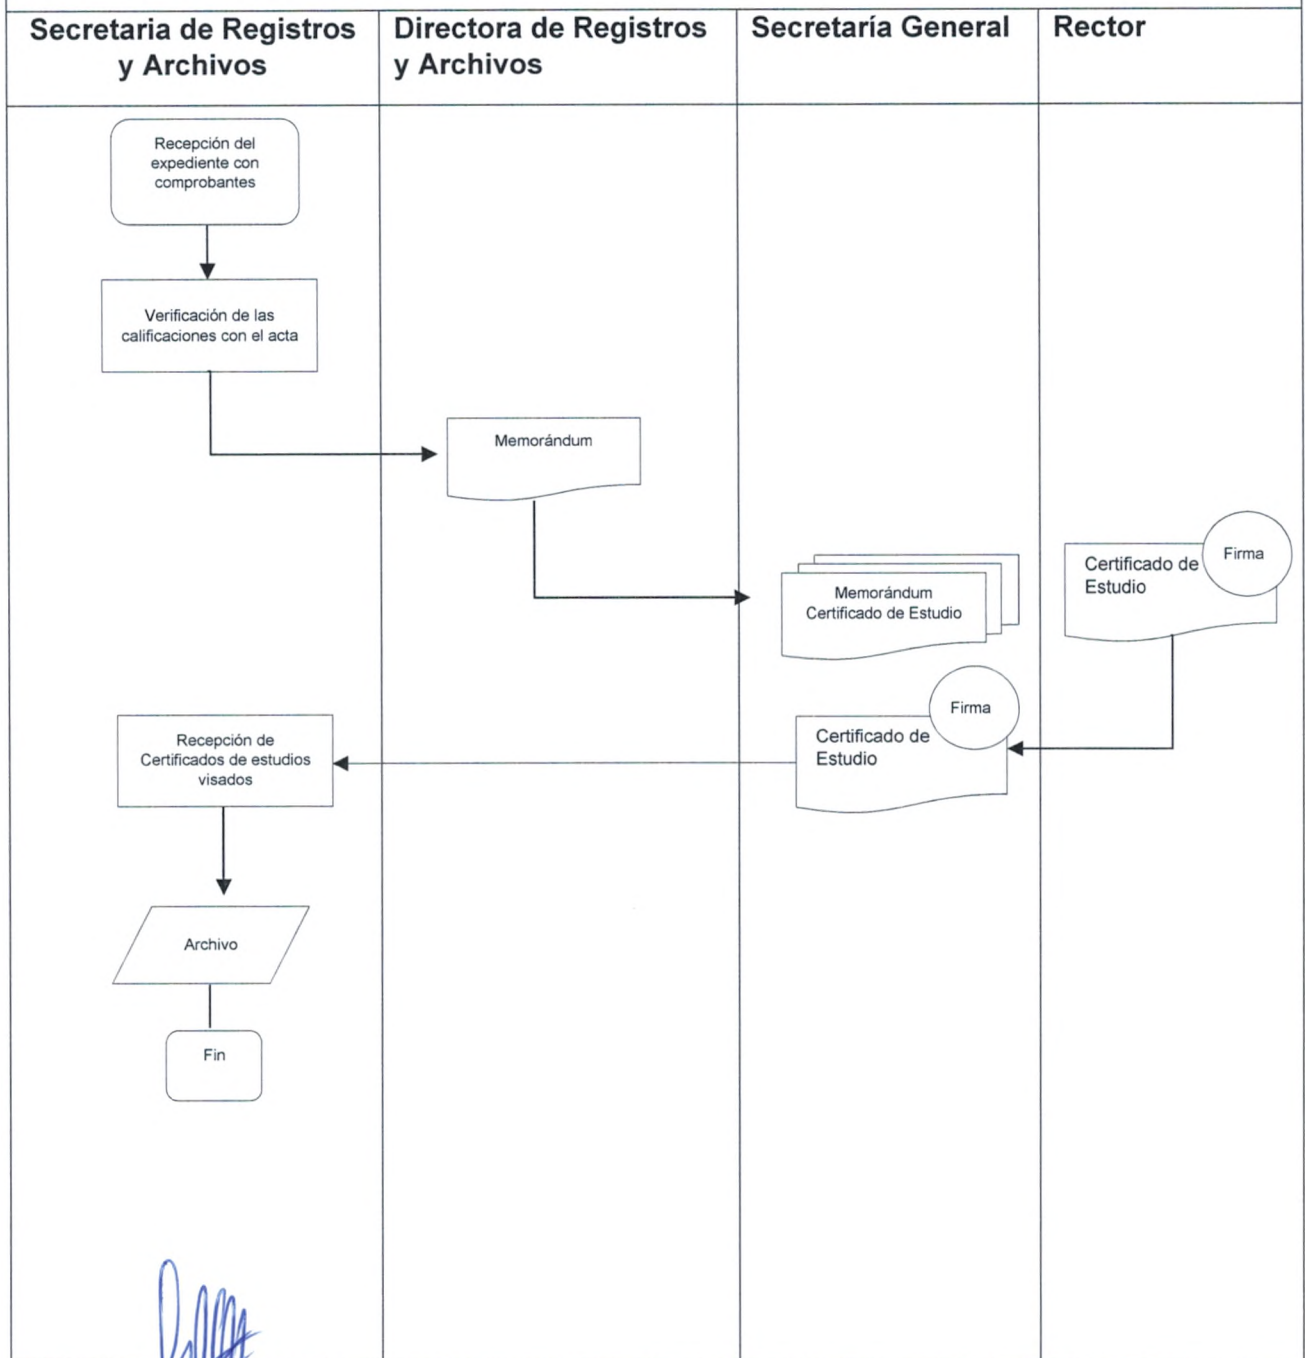 Secretaria de Registros
y Archivos
Directora de Registros
y Archivos
Secretaría General
Rector
Recepción del
expediente con
comprobantes
Verificación de las
calificaciones con el acta
Memorándum
Memorándum
Certificado de Estudio
Certificado de
Estudio
Firma
Certificado de
Estudio
Firma
Recepción de
Certificados de estudios
visados
Archivo
Fin